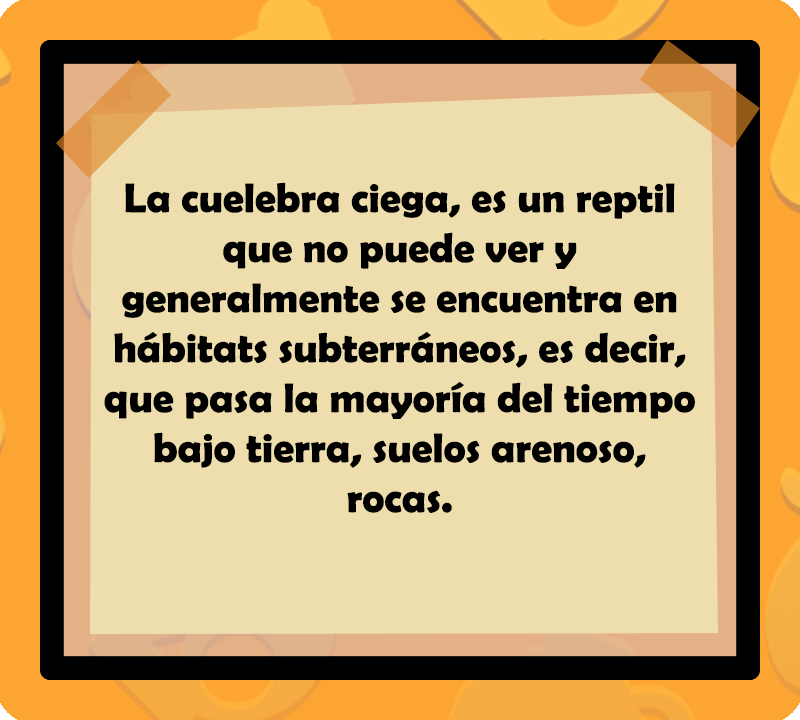 La cuelebra ciega, es un reptil
que no puede ver y
generalmente se encuentra en
hábitats subterráneos, es decir,
que pasa la mayoría del tiempo
bajo tierra, suelos arenoso,
rocas.